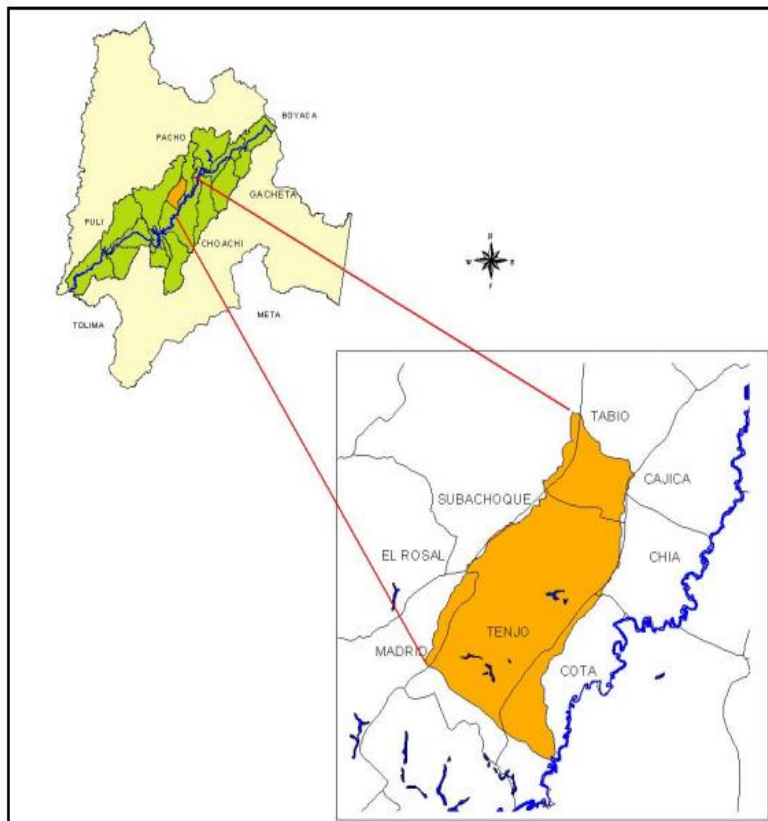 BOYACA
PACHO
GACHETA
PULI
CHOACHI
TOLIMA
META
W
E
TABIO
CAJICA
SUBACHOQUE
CHIA
EL ROSAL
TENJO
MADRID
COTA